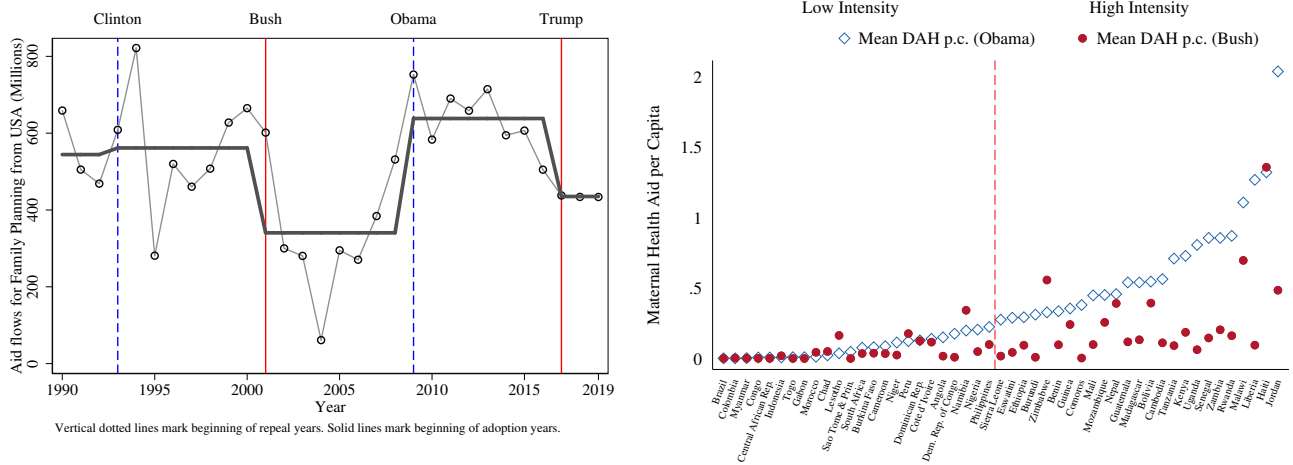 Clinton
Bush
Obama
Trump
Aid flows for Family Planning from USA (Millions)
800
600
400
200
0
1990
1995
2000
2005
2010
2015
2019
Year
Vertical dotted lines mark beginning of repeal years. Solid lines mark beginning of adoption years.
Low Intensity
High Intensity
Mean DAH p.c. (Obama)
Mean DAH p.c. (Bush)
Maternal Health Aid per Capita
2
1.5
1
.5
0
Brazil
Colombia
Myanmar
Congo
Central African Rep.
Indonesia
Togo
Gabon
Morocco
Chad
Lesotho
Sao Tome & Prin.
South Africa
Burkina Faso
Cameroon
Niger
Peru
Dominican Rep.
Cote d'Ivoire
Angola
Dem. Rep. of Congo
Namibia
Nigeria
Philippines
Sierra Leone
Eswatini
Ethiopia
Burundi
Zimbabwe
Benin
Guinea
Comoros
Mali
Mozambique
Nepal
Guatemala
Madagascar
Bolivia
Cambodia
Tanzania
Kenya
Uganda
Senegal
Zambia
Rwanda
Malawi
Liberia
Haiti
Jordan